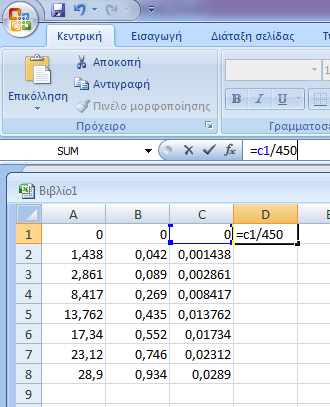 Κεντρική Εισαγωγή Διάταξη σελίδας
Αποκοπή
Αντιγραφή
Πινέλο μορφοποίησης
Επικόλληση
B I U
Πρόχειρο Γραμματοσε
SUM fx =c1/450
Βιβλίο1
A B C D
1 0 0 0 =c1/450
2 1,438 0,042 0,001438
3 2,861 0,089 0,002861
4 8,417 0,269 0,008417
5 13,762 0,435 0,013762
6 17,34 0,552 0,01734
7 23,12 0,746 0,02312
8 28,9 0,934 0,0289
9